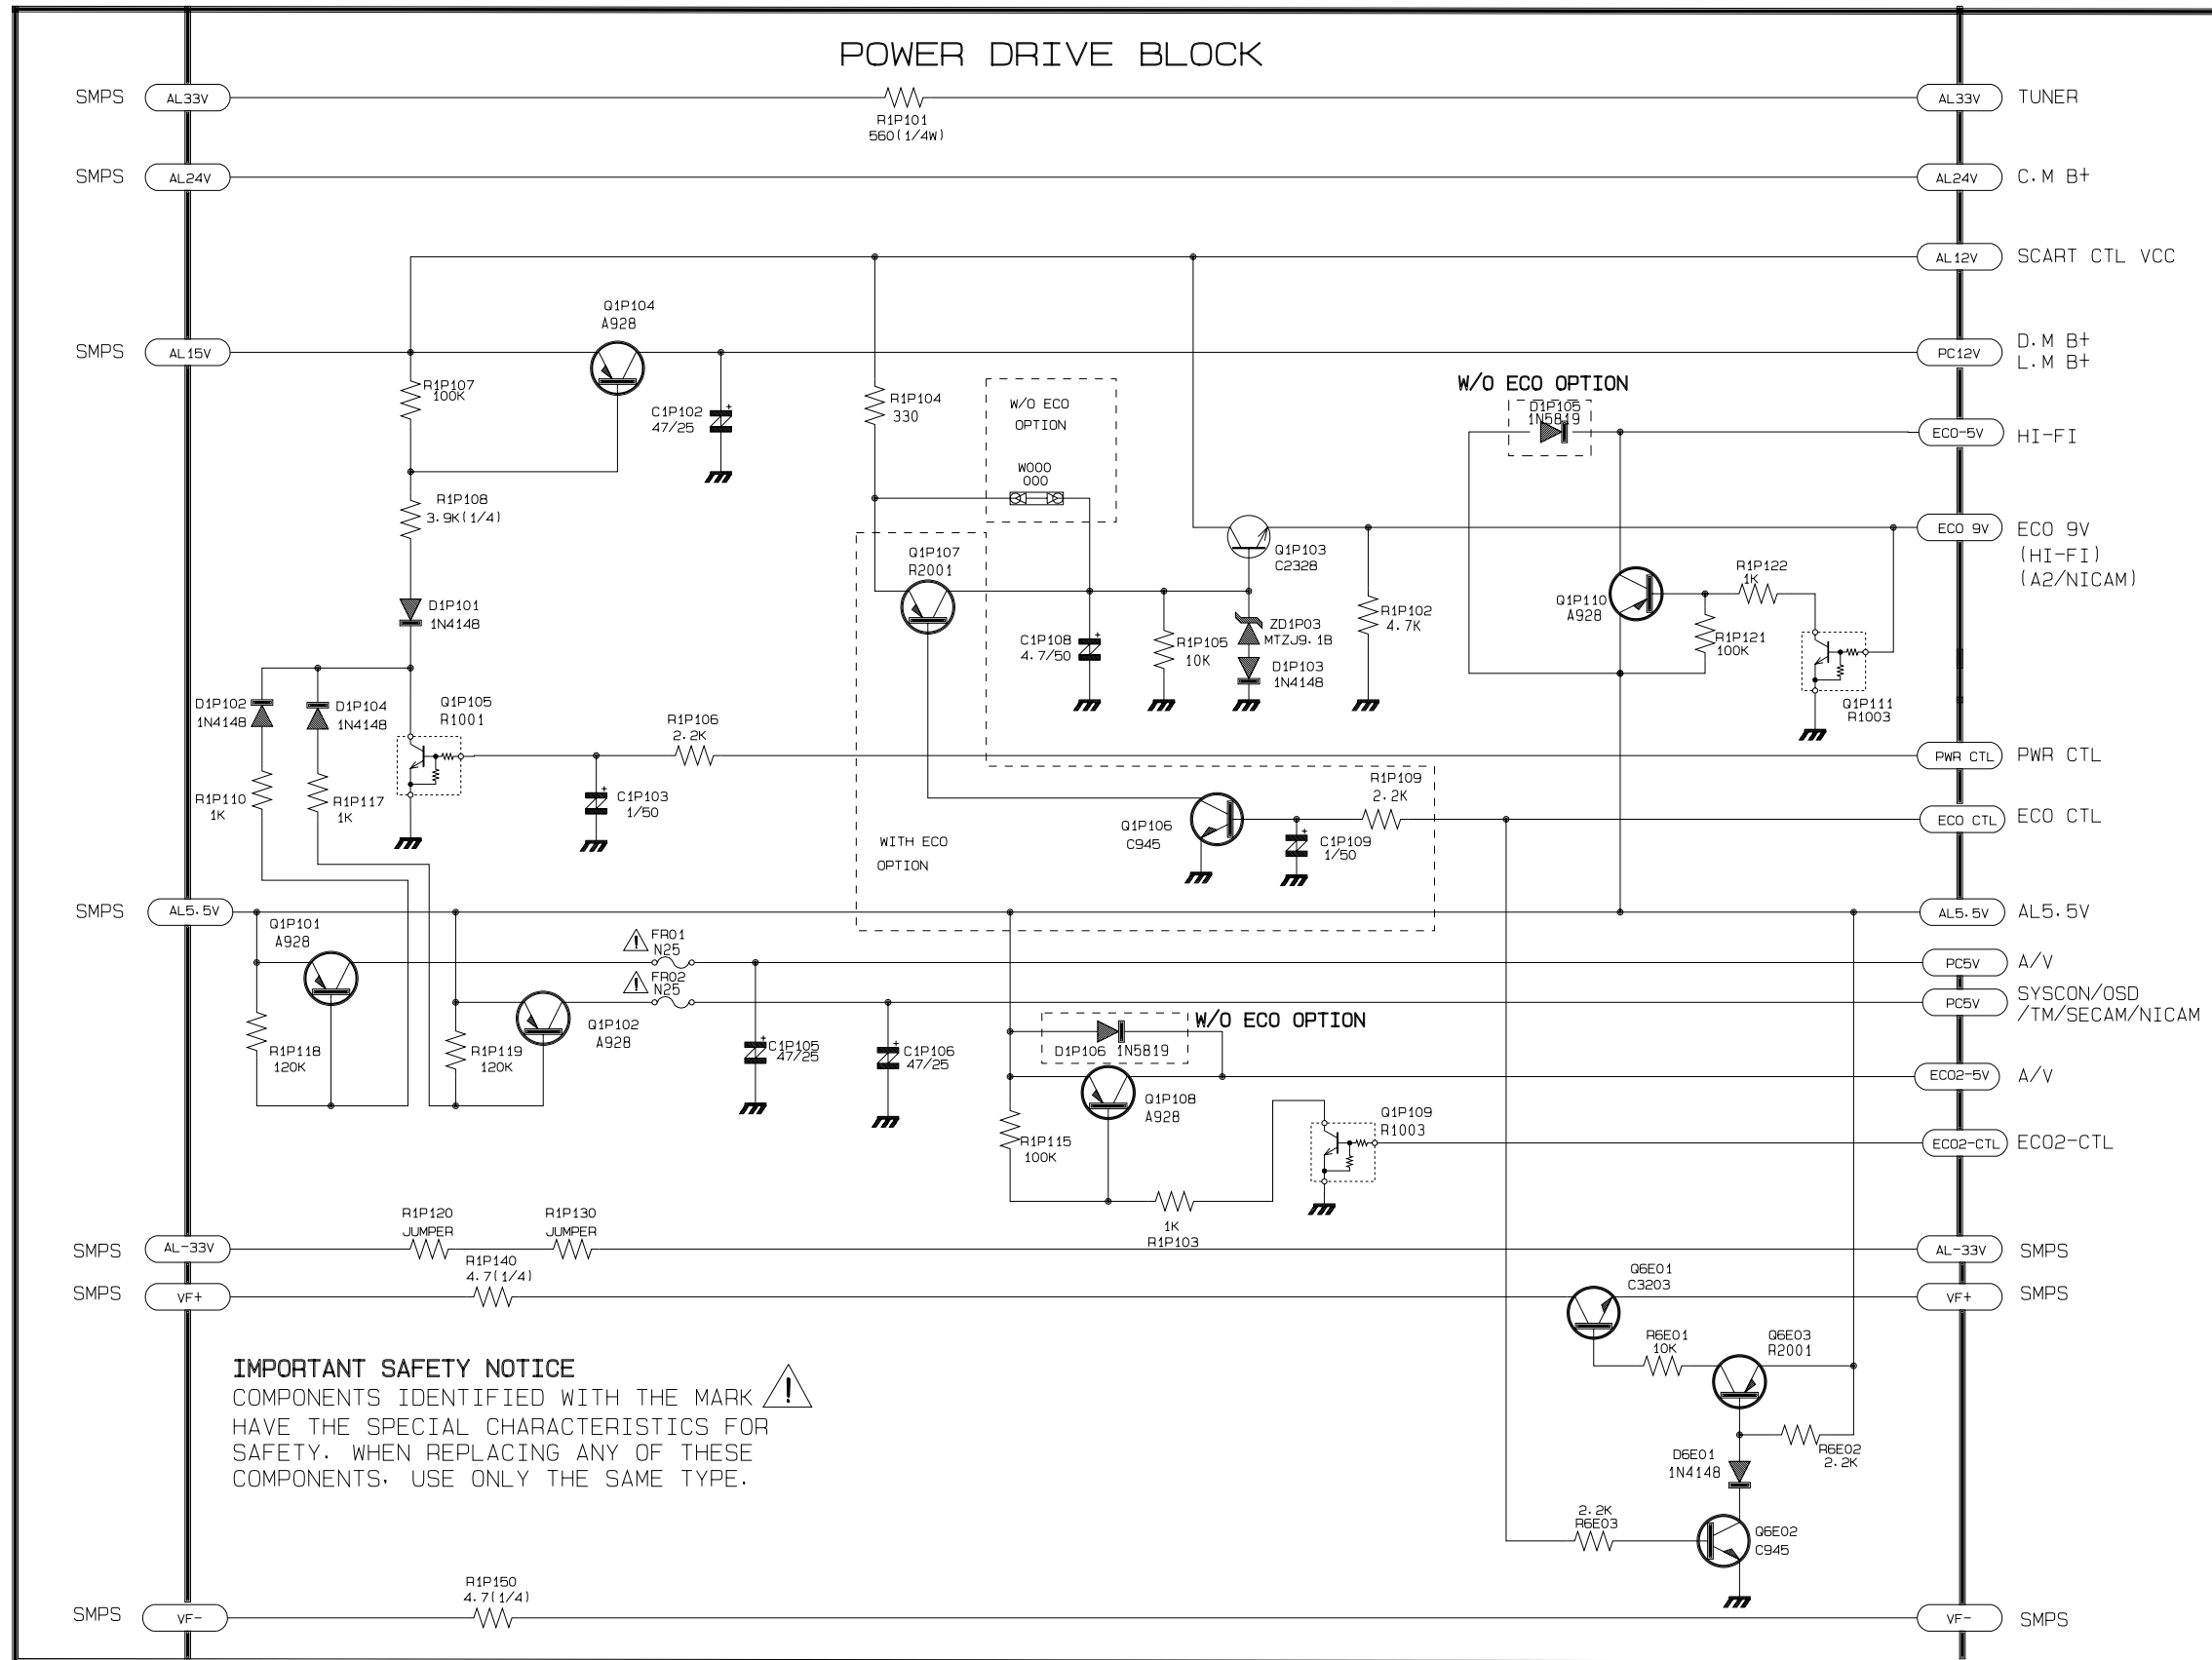 POWER DRIVE BLOCK
SMPS
AL33V
R1P101
560(1/4W)
AL33V
TUNER
SMPS
AL24V
AL24V
C.M B+
AL12V
SCART CTL VCC
Q1P104
A928
SMPS
AL15V
PC12V
D.M B+
L.M B+
R1P107
100K
C1P102
47/25
R1P104
330
W/O ECO
OPTION
W000
000
W/O ECO OPTION
D1P105
1N5819
ECO-5V
HI-FI
R1P108
3.9K(1/4)
Q1P107
R2001
Q1P103
C2328
ECO 9V
ECO 9V
(HI-FI)
(A2/NICAM)
D1P101
1N4148
C1P108
4.7/50
R1P105
10K
ZD1P03
MTZJ9.1B
D1P103
1N4148
R1P102
4.7K
Q1P110
A928
R1P122
1K
R1P121
100K
Q1P111
R1003
D1P102
1N4148
D1P104
1N4148
Q1P105
R1001
R1P106
2.2K
PWR CTL
PWR CTL
R1P110
1K
R1P117
1K
C1P103
1/50
WITH ECO
OPTION
Q1P106
C945
R1P109
2.2K
C1P109
1/50
ECO CTL
ECO CTL
SMPS
AL5.5V
AL5.5V
AL5.5V
Q1P101
A928
FR01
N25
PC5V
A/V
FR02
N25
PC5V
SYSCON/OSD
/TM/SECAM/NICAM
R1P118
120K
R1P119
120K
Q1P102
A928
C1P105
47/25
C1P106
47/25
W/O ECO OPTION
D1P106 1N5819
ECO2-5V
A/V
Q1P108
A928
R1P115
100K
Q1P109
R1003
ECO2-CTL
ECO2-CTL
1K
R1P103
SMPS
AL-33V
R1P120
JUMPER
R1P130
JUMPER
AL-33V
SMPS
SMPS
VF+
R1P140
4.7(1/4)
Q6E01
C3203
VF+
SMPS
R6E01
10K
Q6E03
R2001
R6E02
2.2K
D6E01
1N4148
2.2K
R6E03
Q6E02
C945
IMPORTANT SAFETY NOTICE
COMPONENTS IDENTIFIED WITH THE MARK !
HAVE THE SPECIAL CHARACTERISTICS FOR
SAFETY. WHEN REPLACING ANY OF THESE
COMPONENTS, USE ONLY THE SAME TYPE.
SMPS
VF-
R1P150
4.7(1/4)
VF-
SMPS